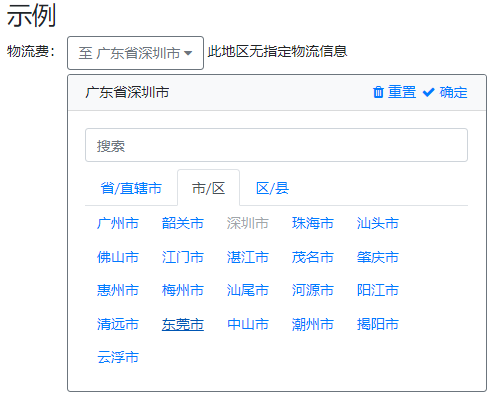 示例
物流费： 至 广东省深圳市 此地区无指定物流信息
广东省深圳市 重置 确定
搜索
省/直辖市 市/区 区/县
广州市 韶关市 深圳市 珠海市 汕头市
佛山市 江门市 湛江市 茂名市 肇庆市
惠州市 梅州市 汕尾市 河源市 阳江市
清远市 东莞市 中山市 潮州市 揭阳市
云浮市